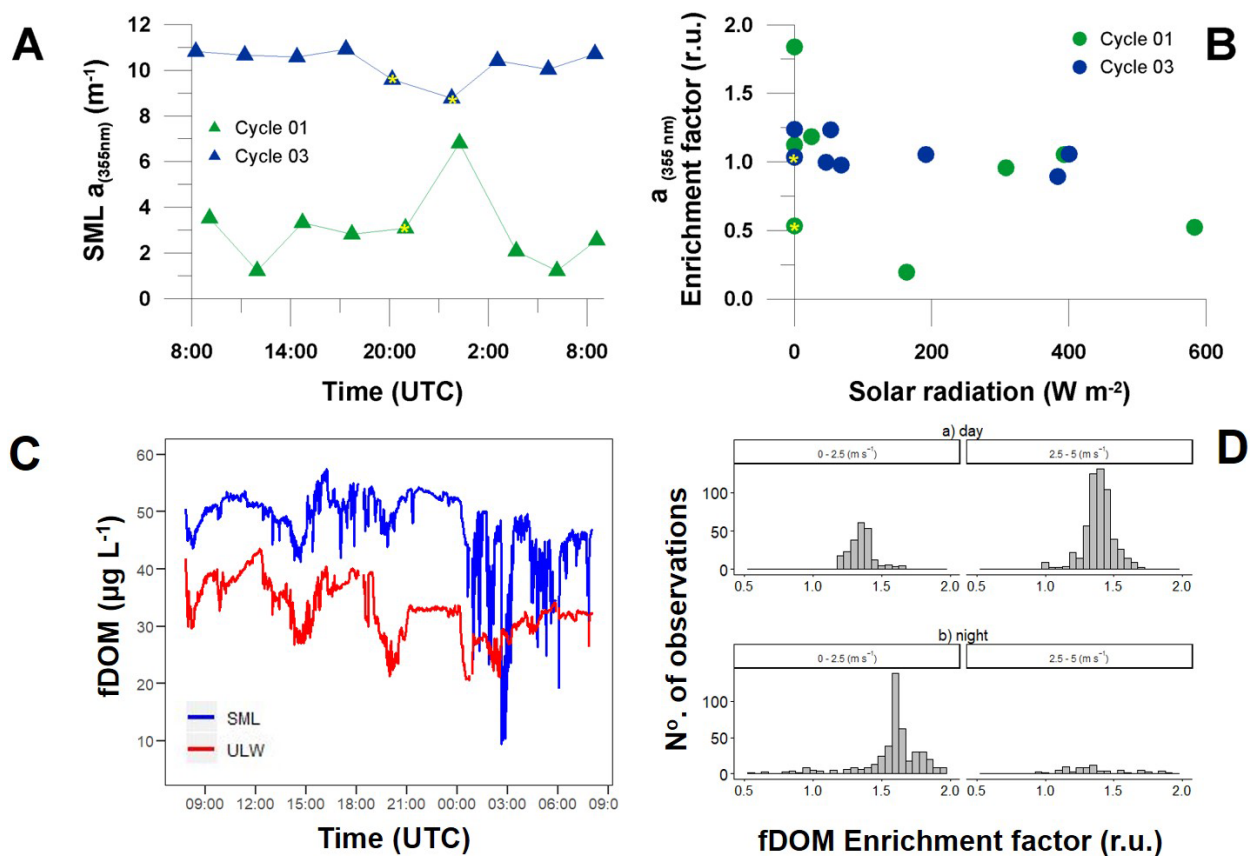 A
SML a(355nm) (m-1)
12
10
8
6
4
2
0
Cycle 01
Cycle 03
8:00 14:00 20:00 2:00 8:00
Time (UTC)
B
a (355 nm)
Enrichment factor (r.u.)
2.0
1.5
1.0
0.5
0.0
Cycle 01
Cycle 03
0 200 400 600
Solar radiation (W m-2)
C
fDOM (µg L-1)
60
50
40
30
20
10
SML
ULW
09:00 12:00 15:00 18:00 21:00 00:00 03:00 06:00 09:0
Time (UTC)
D
Nº. of observations
a) day
0 - 2.5 (m s-1) 2.5 - 5 (m s-1)
100
50
0
0.5 1.0 1.5 2.0 0.5 1.0 1.5 2.0
b) night
0 - 2.5 (m s-1) 2.5 - 5 (m s-1)
100
50
0
0.5 1.0 1.5 2.0 0.5 1.0 1.5 2.0
fDOM Enrichment factor (r.u.)